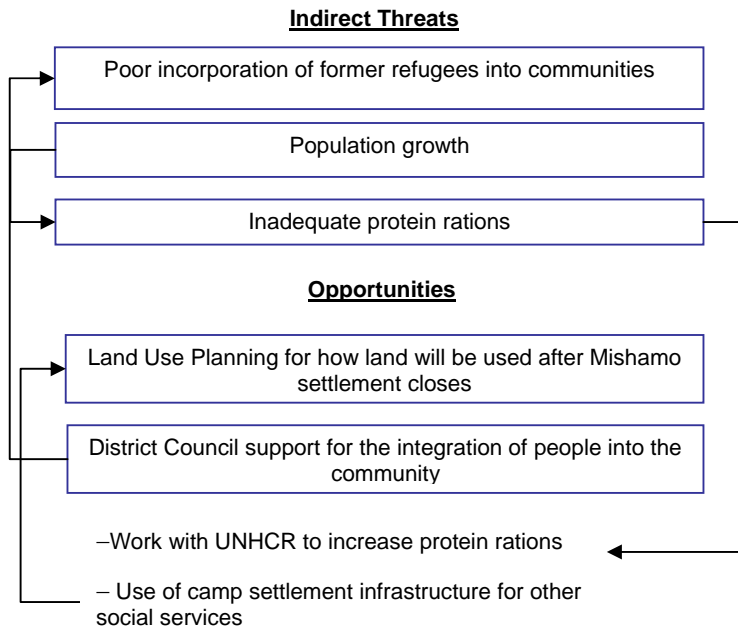 Indirect Threats
Poor incorporation of former refugees into communities
Population growth
Inadequate protein rations
Opportunities
Land Use Planning for how land will be used after Mishamo
settlement closes
District Council support for the integration of people into the
community
–Work with UNHCR to increase protein rations
– Use of camp settlement infrastructure for other
social services